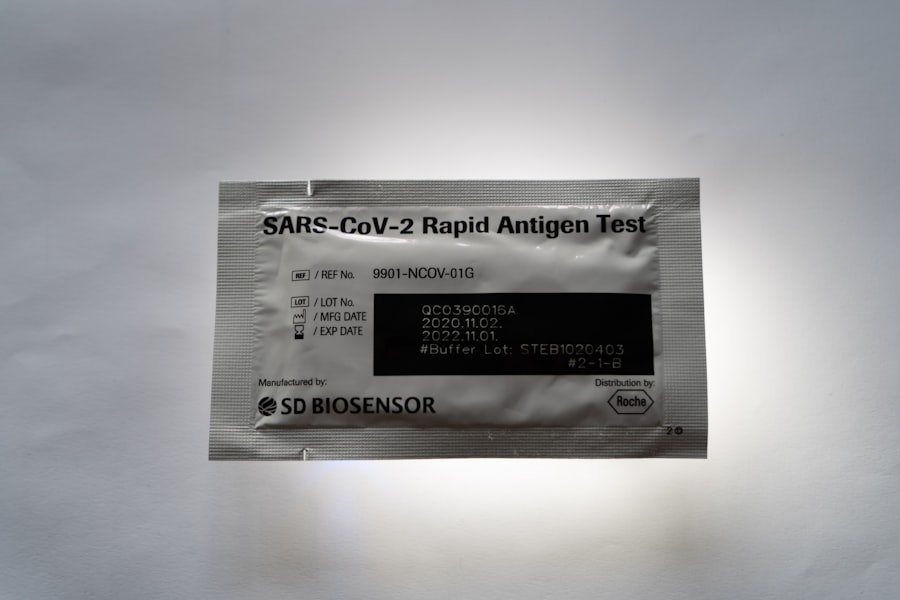 SARS-CoV-2 Rapid Antigen Test
REF / REF No. 9901-NCOV-01G
LOT / LOT No. QC0390016A
/ MFG DATE 2020.11.02.
/ EXP DATE 2022.11.01.
#Buffer Lot: STEB1020403
#2-1-B
Manufactured by:
SD BIOSENSOR
Distribution by:
Roche
2